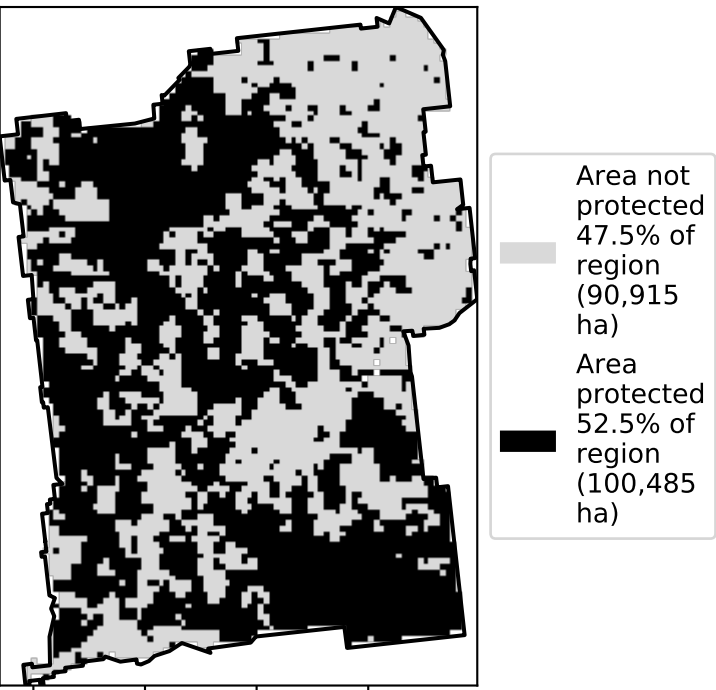 Area not
protected
47.5% of
region
(90,915
ha)
Area
protected
52.5% of
region
(100,485
ha)